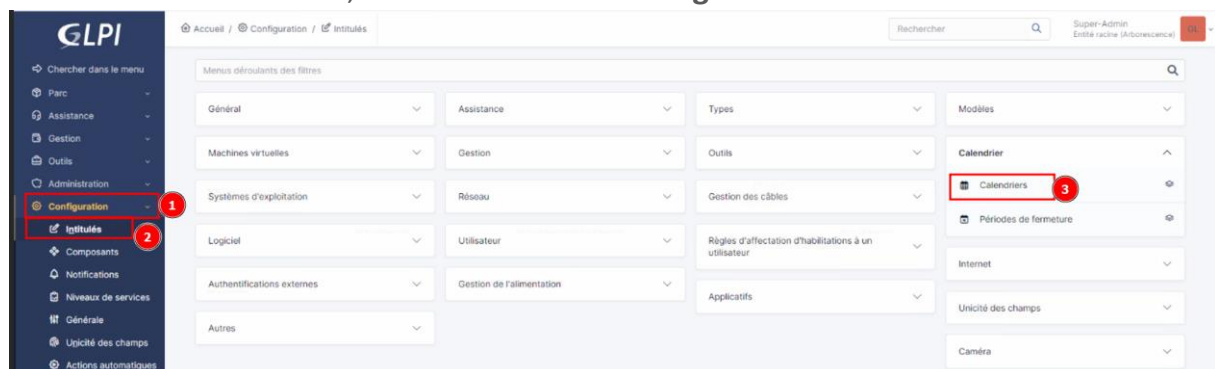 GLPI
Accueil / Configuration / Intitulés
Rechercher
Super-Admin
Entité racine (Arborescence)
GL
Chercher dans le menu
Parc
Assistance
Gestion
Outils
Administration
Configuration
1
Intitulés
2
Composants
Notifications
Niveaux de services
Générale
Unicité des champs
Actions automatiques
Menus déroulants des filtres
Général
Assistance
Types
Modèles
Machines virtuelles
Gestion
Outils
Calendrier
Calendriers
3
Périodes de fermeture
Systèmes d'exploitation
Réseau
Gestion des câbles
Logiciel
Utilisateur
Règles d'affectation d'habilitations à un
utilisateur
Internet
Authentifications externes
Gestion de l'alimentation
Applicatifs
Unicité des champs
Autres
Caméra